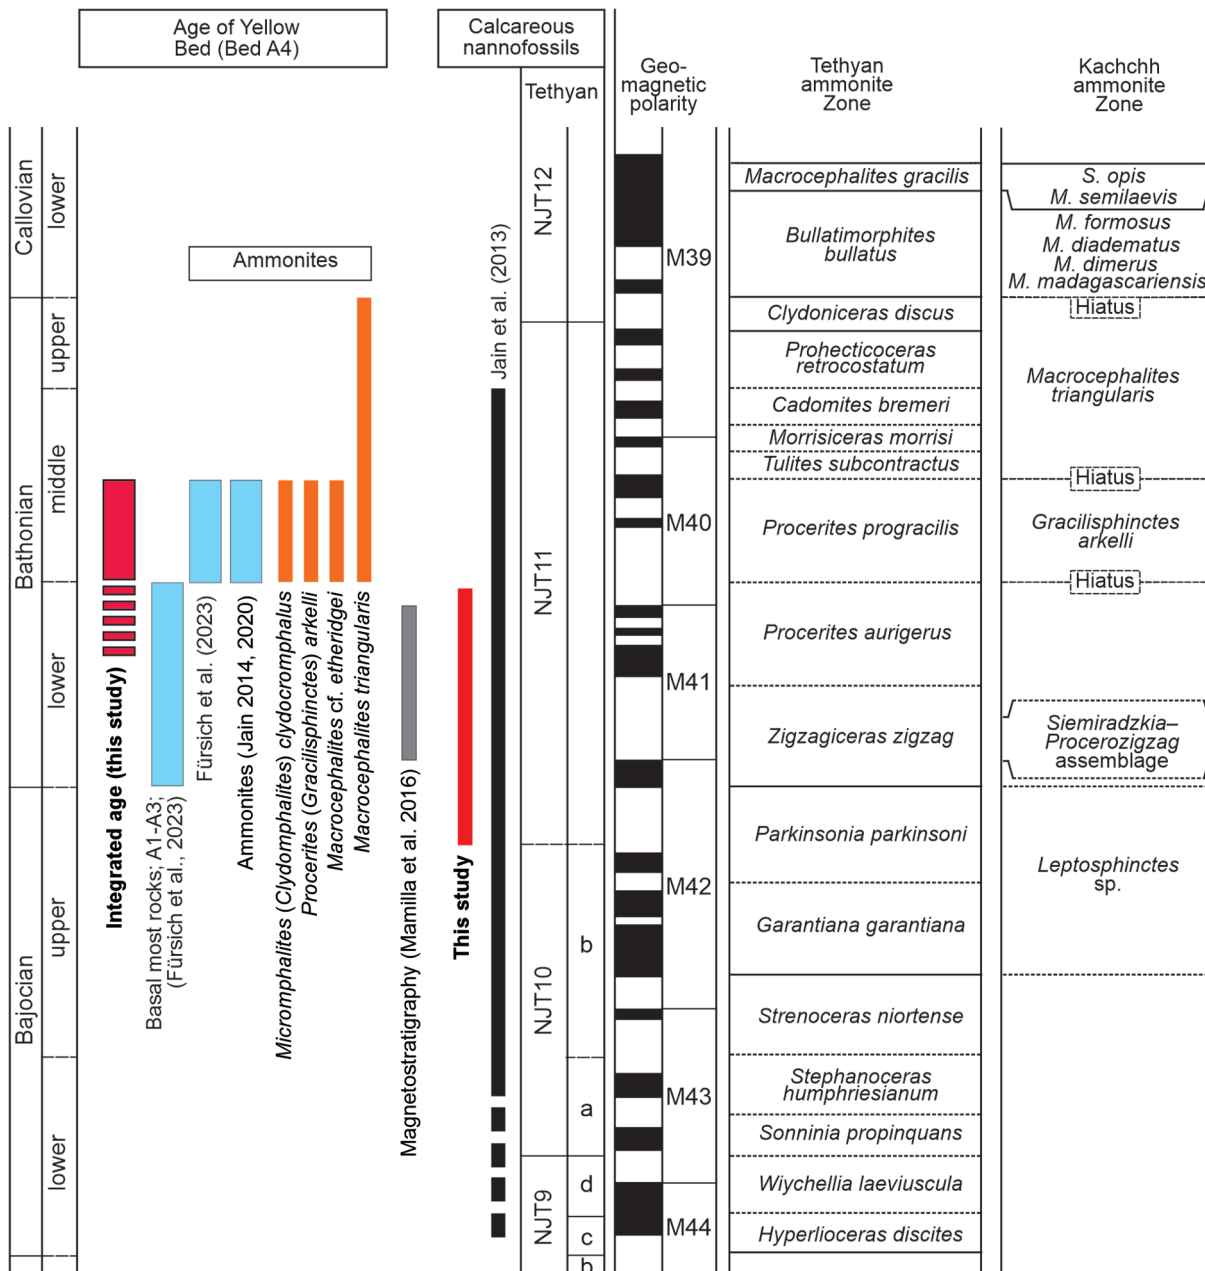 Age of Yellow
Bed (Bed A4)
Calcareous
nannofossils
Tethyan
Geo-
magnetic
polarity
Tethyan
ammonite
Zone
Kachchh
ammonite
Zone
Callovian
lower
Bathonian
upper
middle
lower
Bajocian
upper
lower
Ammonites
Integrated age (this study)
Basal most rocks; A1-A3;
(Fürsich et al., 2023)
Fürsich et al. (2023)
Ammonites (Jain 2014, 2020)
Micromphalites (Clydomphalites) clydocromphalus
Procerites (Gracilisphinctes) arkelli
Macrocephalites cf. etheridgei
Macrocephalites triangularis
Magnetostratigraphy (Mamilla et al. 2016)
This study
Jain et al. (2013)
NJT12
NJT11
NJT10
b
a
NJT9
d
c
b
M39
M40
M41
M42
M43
M44
Macrocephalites gracilis
Bullatimorphites
bullatus
Clydoniceras discus
Prohecticoceras
retrocostatum
Cadomites bremeri
Morrisiceras morrisi
Tulites subcontractus
Procerites progracilis
Procerites aurigerus
Zigzagiceras zigzag
Parkinsonia parkinsoni
Garantiana garantiana
Strenoceras niortense
Stephanoceras
humphriesianum
Sonninia propinquans
Wiychellia laeviuscula
Hyperlioceras discites
S. opis
M. semilaevis
M. formosus
M. diadematus
M. dimerus
M. madagascariensis
Hiatus
Macrocephalites
triangularis
Hiatus
Gracilisphinctes
arkelli
Hiatus
Siemiradzkia–
Procerozigzag
assemblage
Leptosphinctes
sp.